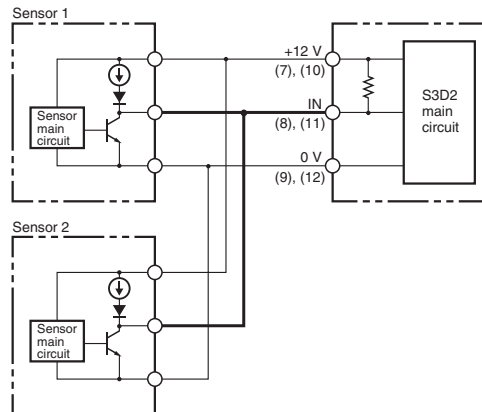 Sensor 1
+12 V
(7), (10)
IN
(8), (11)
0 V
(9), (12)
Sensor
main
circuit
S3D2
main
circuit
Sensor 2
Sensor
main
circuit